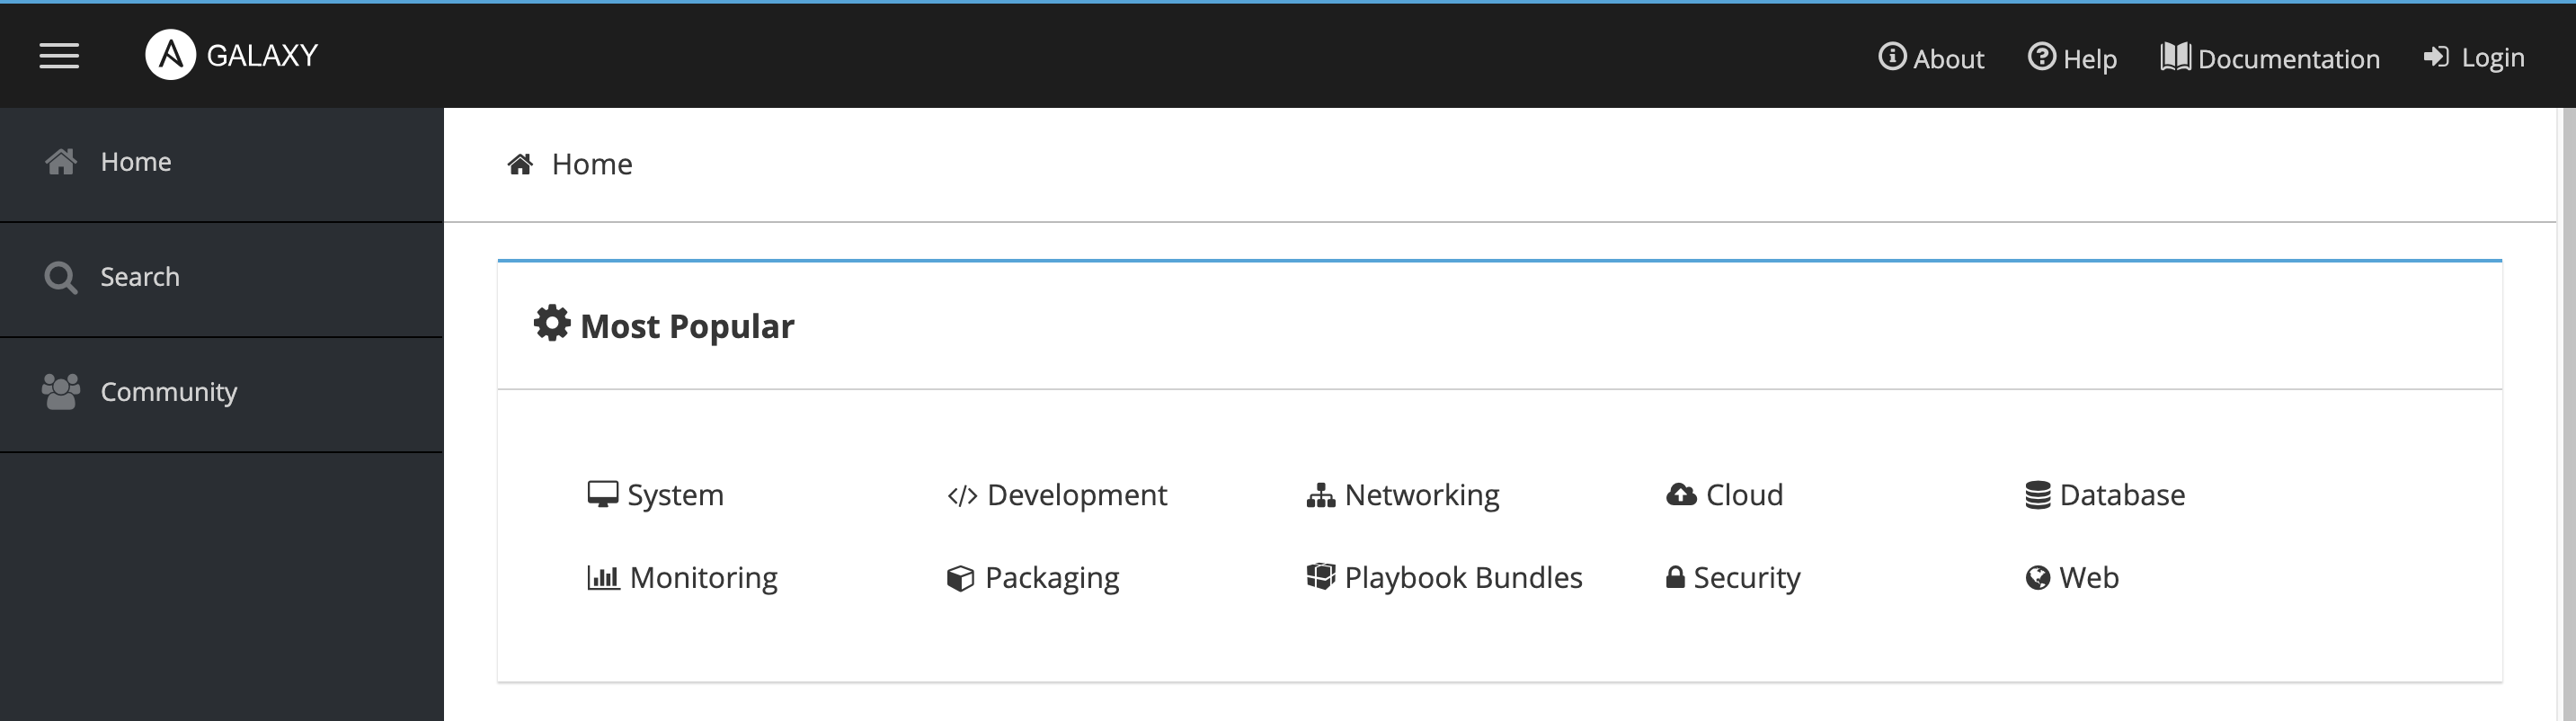 GALAXY
About Help Documentation Login
Home
Search
Community
Home
Most Popular
System Development Networking Cloud Database
Monitoring Packaging Playbook Bundles Security Web